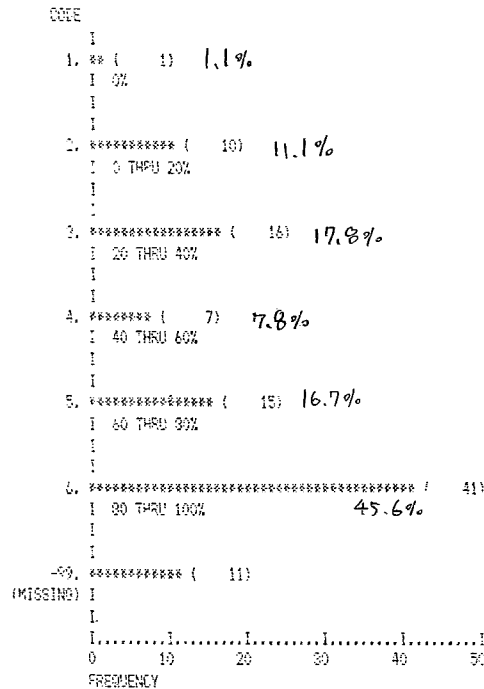 CODE
I
1. ** ( 1) 1.1%
I 0%
I
I
2. *********** ( 10) 11.1%
I 0 THRU 20%
I
I
3. ***************** ( 16) 17.8%
I 20 THRU 40%
I
I
4. ******** ( 7) 7.8%
I 40 THRU 60%
I
I
5. **************** ( 15) 16.7%
I 60 THRU 80%
I
I
6. ****************************************** ( 41)
I 80 THRU 100% 45.6%
I
I
-99. ************ ( 11)
(MISSING) I
I
I.........I.........I.........I.........I.........I
0 10 20 30 40 50
FREQUENCY